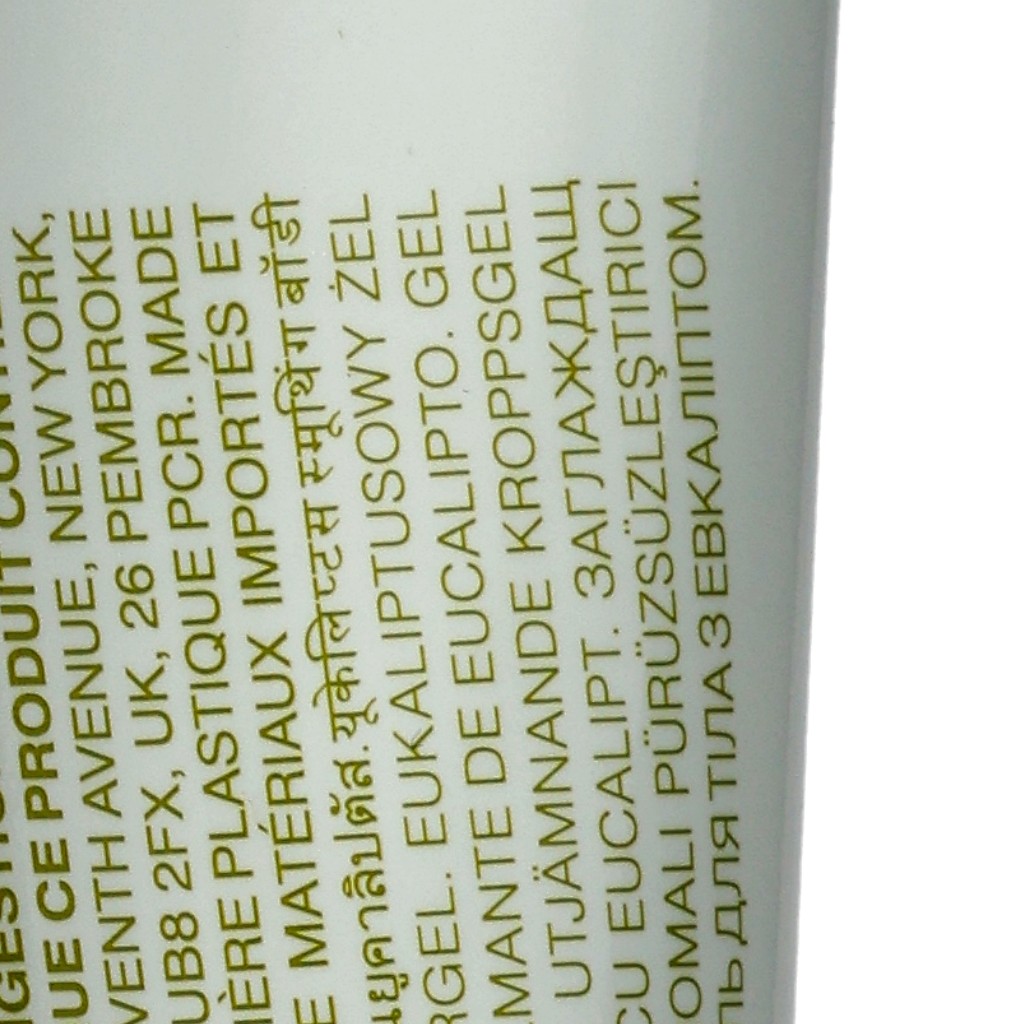 UE CE PRODUIT
VENTH AVENUE, NEW YORK,
UB8 2FX, UK, 26 PEMBROKE
IÈRE PLASTIQUE PCR. MADE
E MATÉRIAUX IMPORTÉS ET
ยูคาลิปตัส. यूकेलिप्टस स्मूथिंग बॉडी
RGEL. EUKALIPTUSOWY ŻEL
MANTE DE EUCALIPTO. GEL
UTJÄMNANDE KROPPSGEL
CU EUCALIPT. ЗАГЛАЖДАЩ
OMALI PÜRÜZSÜZLEŞTIRICI
ЛЬ ДЛЯ ТІЛА З ЕВКАЛІПТОМ.